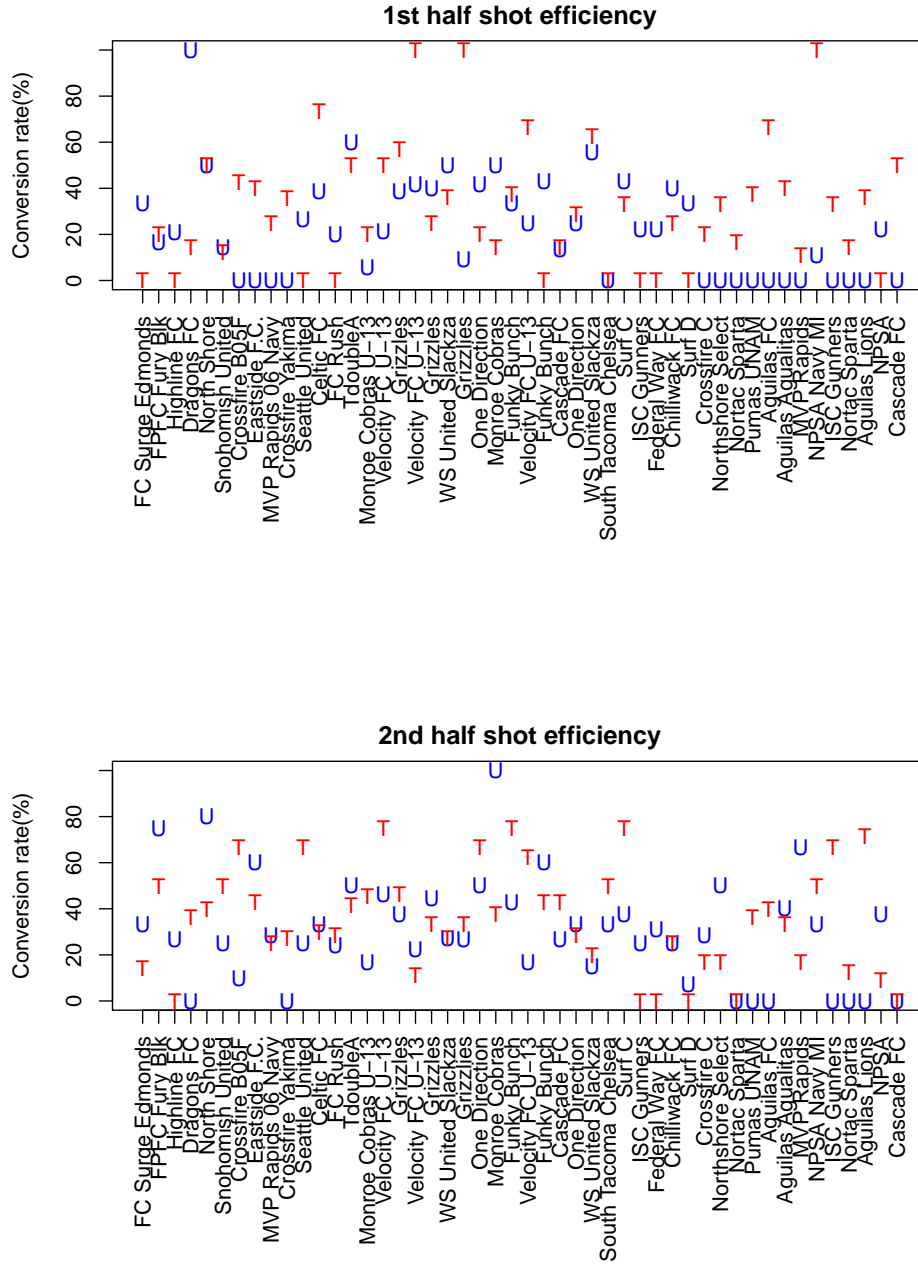 1st half shot efficiency
Conversion rate(%)
80
60
40
20
0
FC Surge Edmonds
FPFC Fury Blk
Highline FC
Dragons FC
North Shore
Snohomish United
Crossfire B05F
Eastside F.C.
MVP Rapids 06 Navy
Crossfire Yakima
Seattle United
Celtic FC
FC Rush
TdoubleA
Monroe Cobras U−13
Velocity FC U−13
Grizzles
Velocity FC U−13
Grizzles
WS United Slackza
Grizzlies
One Direction
Monroe Cobras
Funky Bunch
Velocity FC U−13
Funky Bunch
Cascade FC
One Direction
WS United Slackza
South Tacoma Chelsea
Surf C
ISC Gunners
Federal Way FC
Chilliwack FC
Surf D
Crossfire C
Northshore Select
Nortac Sparta
Pumas UNAM
Aguilas FC
Aguilas Agualitas
MVP Rapids
NPSA Navy MI
ISC Gunners
Nortac Sparta
Aguilas Lions
NPSA
Cascade FC
2nd half shot efficiency
Conversion rate(%)
80
60
40
20
0
FC Surge Edmonds
FPFC Fury Blk
Highline FC
Dragons FC
North Shore
Snohomish United
Crossfire B05F
Eastside F.C.
MVP Rapids 06 Navy
Crossfire Yakima
Seattle United
Celtic FC
FC Rush
TdoubleA
Monroe Cobras U−13
Velocity FC U−13
Grizzles
Velocity FC U−13
Grizzles
WS United Slackza
Grizzlies
One Direction
Monroe Cobras
Funky Bunch
Velocity FC U−13
Funky Bunch
Cascade FC
One Direction
WS United Slackza
South Tacoma Chelsea
Surf C
ISC Gunners
Federal Way FC
Chilliwack FC
Surf D
Crossfire C
Northshore Select
Nortac Sparta
Pumas UNAM
Aguilas FC
Aguilas Agualitas
MVP Rapids
NPSA Navy MI
ISC Gunners
Nortac Sparta
Aguilas Lions
NPSA
Cascade FC